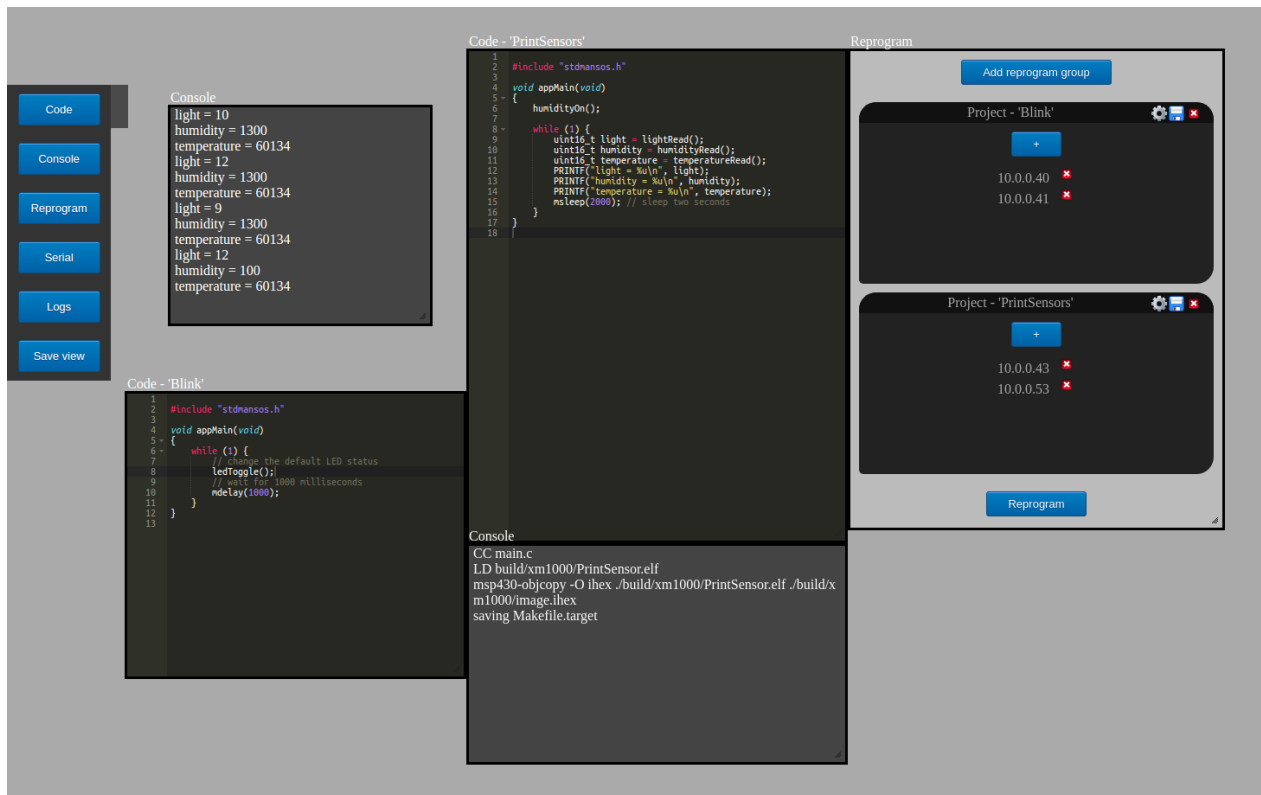 Code
Console
Reprogram
Serial
Logs
Save view
Console
light = 10
humidity = 1300
temperature = 60134
light = 12
humidity = 1300
temperature = 60134
light = 9
humidity = 1300
temperature = 60134
light = 12
humidity = 100
temperature = 60134
Code - 'Blink'
1
2 #include "stdmansos.h"
3
4 void appMain(void)
5 {
6 while (1) {
7 // change the default LED status
8 ledToggle();
9 // wait for 1000 milliseconds
10 mdelay(1000);
11 }
12 }
13
Code - 'PrintSensors'
1
2 #include "stdmansos.h"
3
4 void appMain(void)
5 {
6 humidityOn();
7
8 while (1) {
9 uint16_t light = lightRead();
10 uint16_t humidity = humidityRead();
11 uint16_t temperature = temperatureRead();
12 PRINTF("light = %u\n", light);
13 PRINTF("humidity = %u\n", humidity);
14 PRINTF("temperature = %u\n", temperature);
15 msleep(2000); // sleep two seconds
16 }
17 }
18
Console
CC main.c
LD build/xm1000/PrintSensor.elf
msp430-objcopy -O ihex ./build/xm1000/PrintSensor.elf ./build/x
m1000/image.ihex
saving Makefile.target
Reprogram
Add reprogram group
Project - 'Blink'
+
10.0.0.40
10.0.0.41
Project - 'PrintSensors'
+
10.0.0.43
10.0.0.53
Reprogram